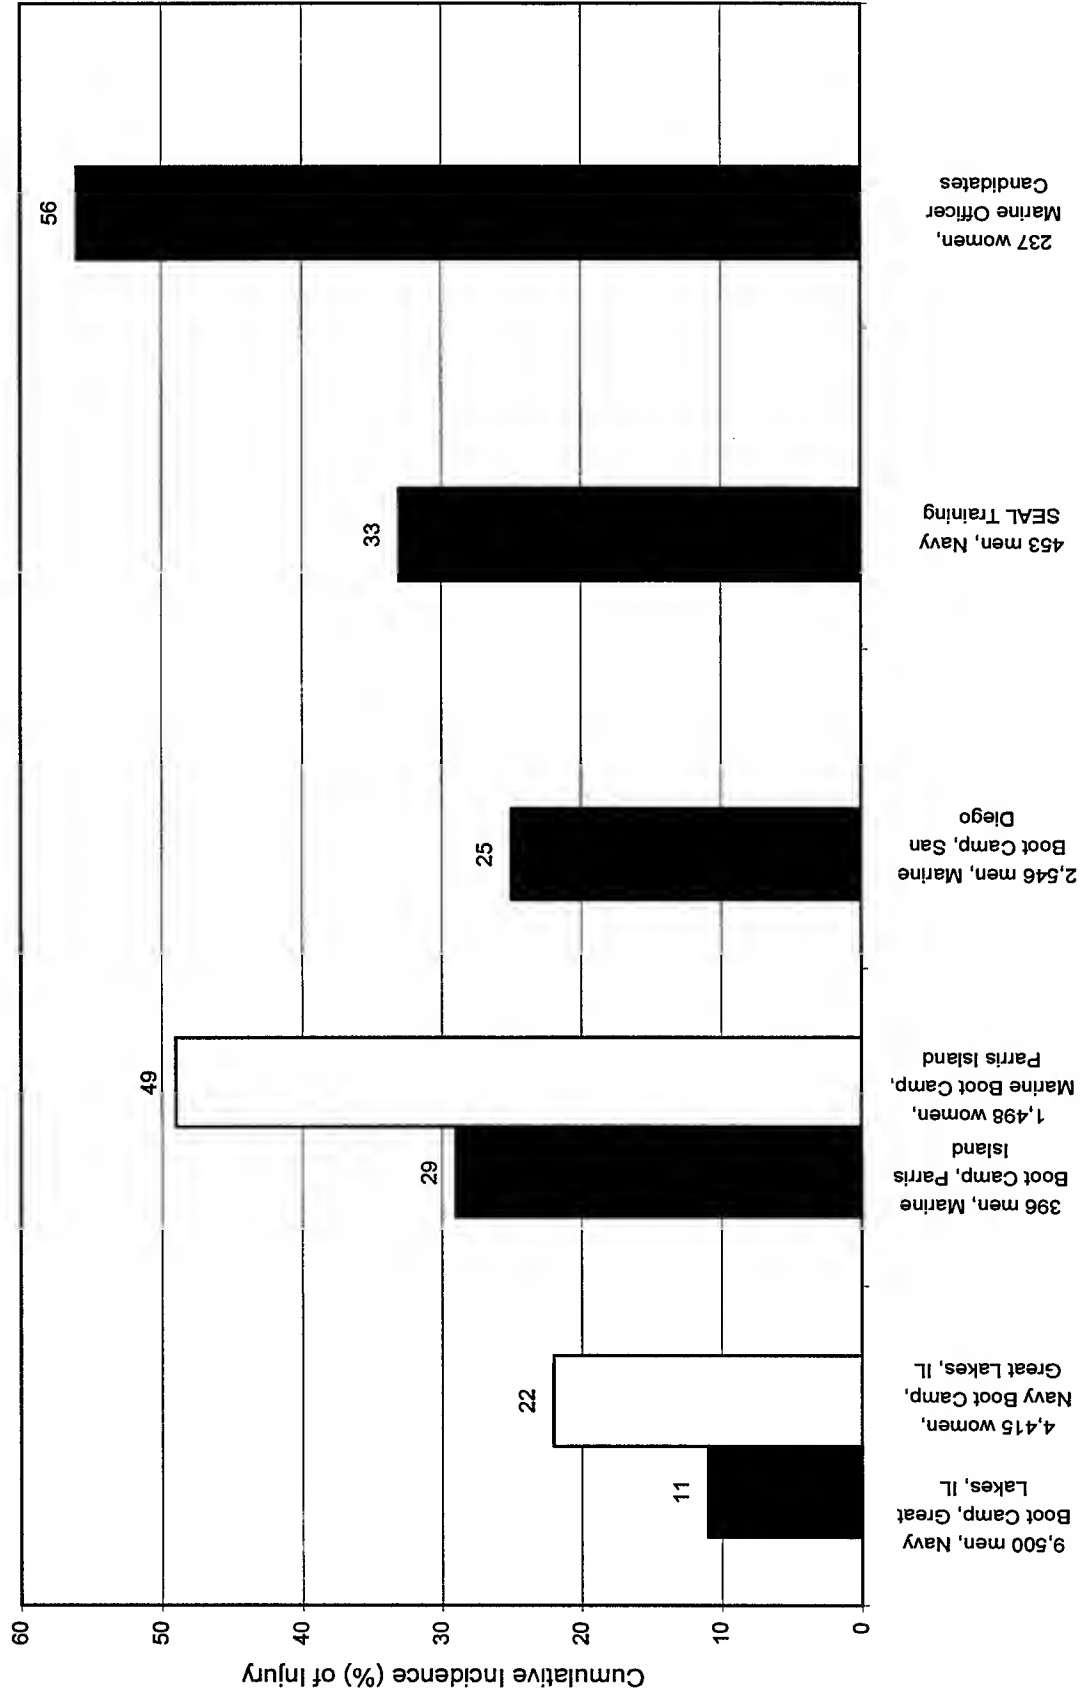 Cumulative Incidence (%) of Injury
60
50
40
30
20
10
0
11
22
29
49
25
33
56
9,500 men, Navy
Boot Camp, Great
Lakes, IL
4,415 women,
Navy Boot Camp,
Great Lakes, IL
396 men, Marine
Boot Camp, Parris
Island
1,498 women,
Marine Boot Camp,
Parris Island
2,546 men, Marine
Boot Camp, San
Diego
453 men, Navy
SEAL Training
237 women,
Marine Officer
Candidates